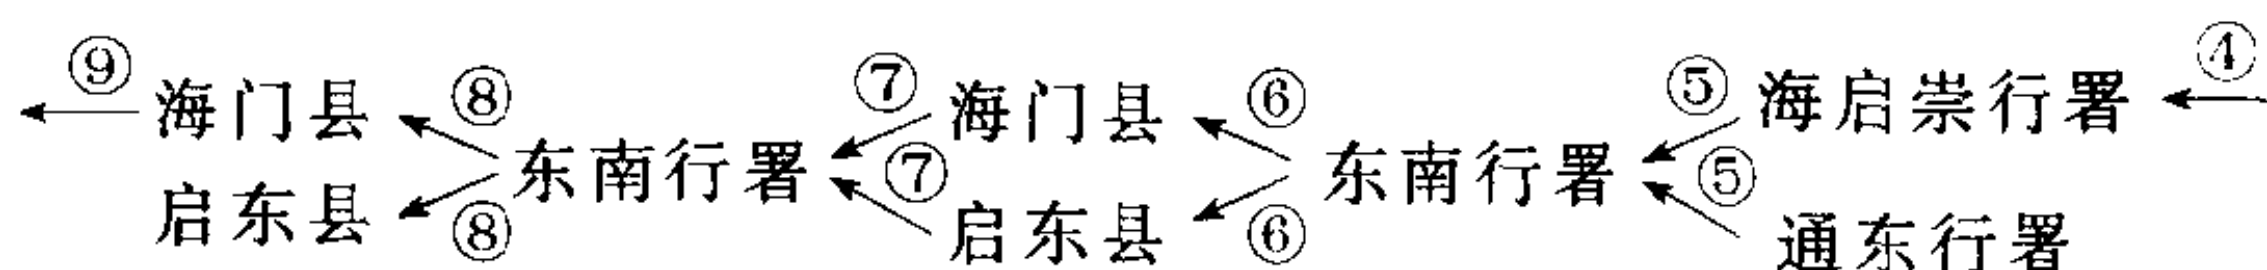 ⑨ 海门县 ⑧ ⑦ 海门县 ⑥ ⑤ 海启崇行署 ④
东南行署 ⑦ 东南行署 ⑤
启东县 ⑧ 启东县 ⑥ 通东行署